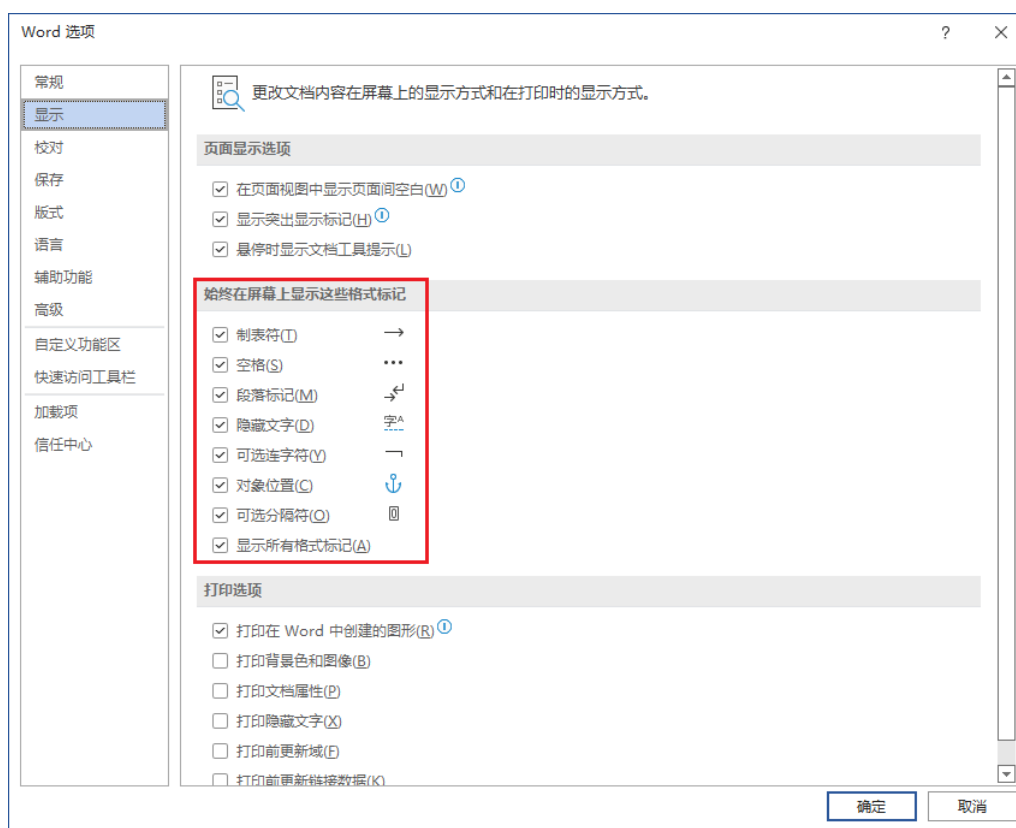 Word 选项
?
常规
显示
校对
保存
版式
语言
辅助功能
高级
自定义功能区
快速访问工具栏
加载项
信任中心
更改文档内容在屏幕上的显示方式和在打印时的显示方式。
页面显示选项
在页面视图中显示页面间空白(W)
显示突出显示标记(H)
悬停时显示文档工具提示(L)
始终在屏幕上显示这些格式标记
制表符(T)
空格(S)
段落标记(M)
隐藏文字(D) 字A
可选连字符(Y)
对象位置(C)
可选分隔符(O)
显示所有格式标记(A)
打印选项
打印在 Word 中创建的图形(R)
打印背景色和图像(B)
打印文档属性(P)
打印隐藏文字(X)
打印前更新域(F)
打印前更新链接数据(K)
确定 取消